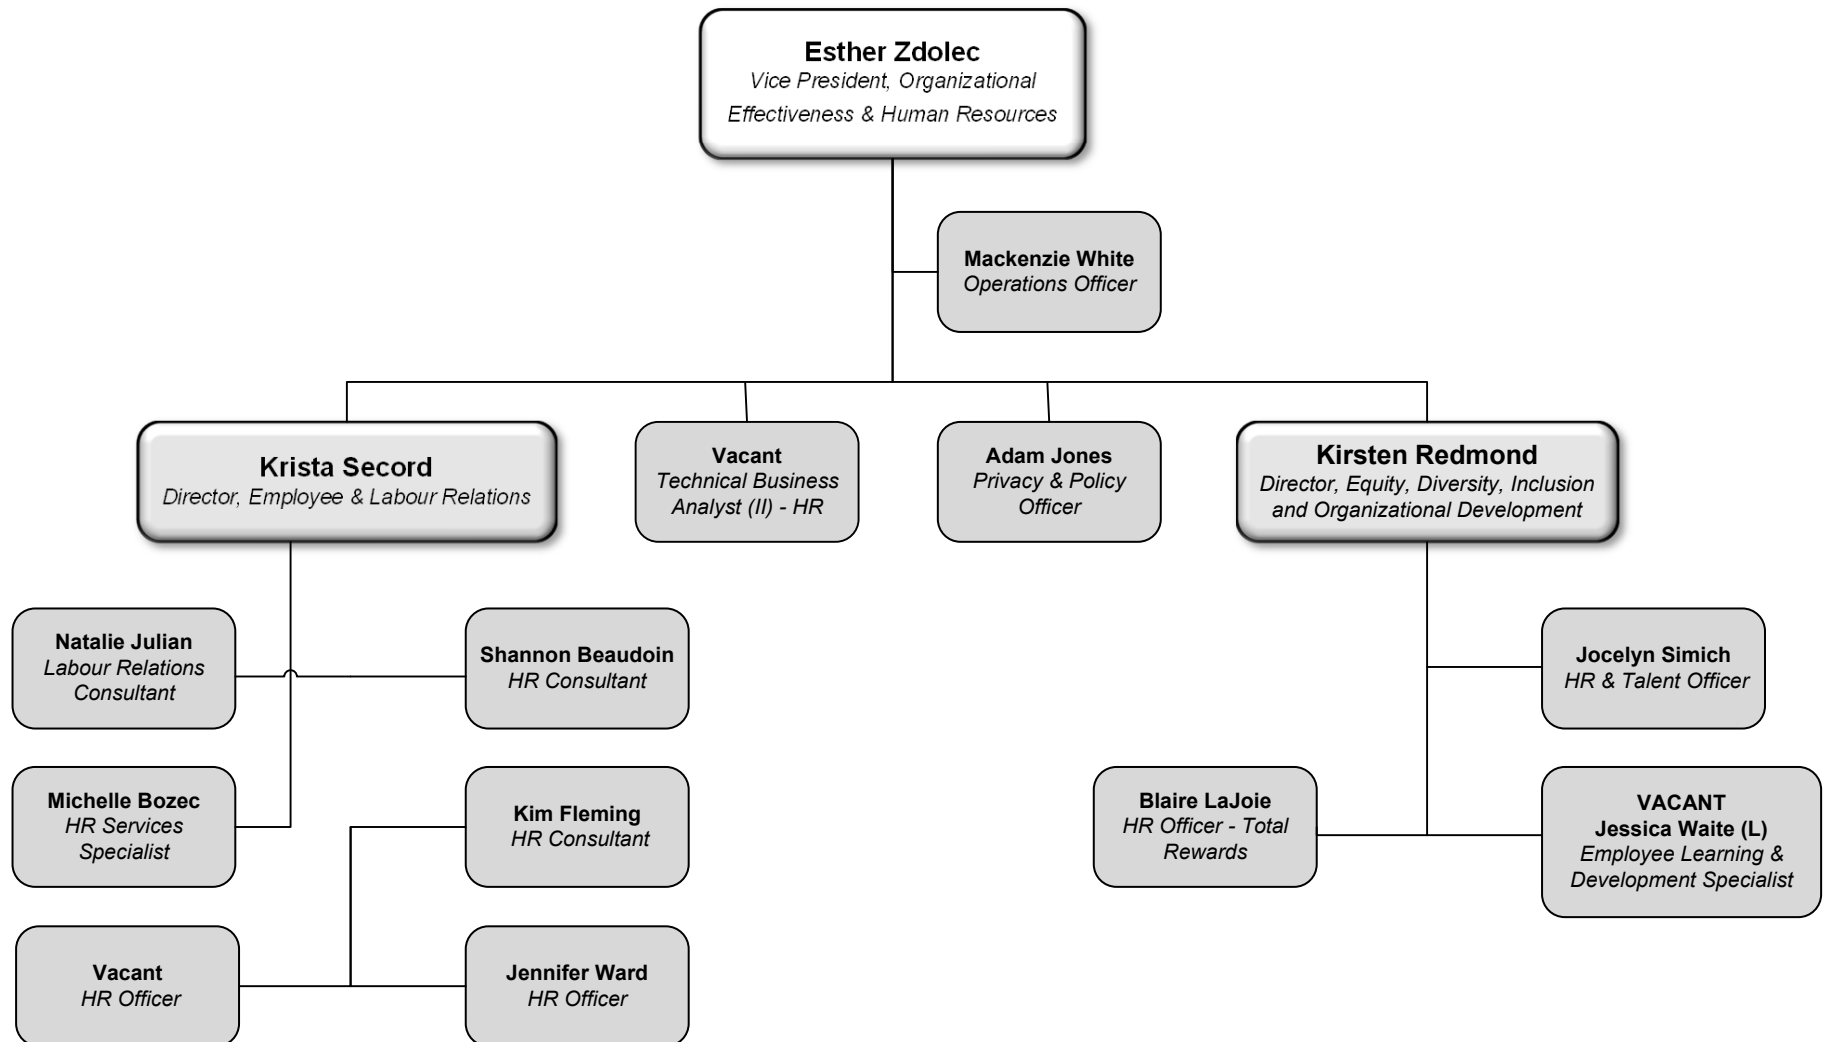 Esther Zdolec
Vice President, Organizational
Effectiveness & Human Resources
Mackenzie White
Operations Officer
Krista Secord
Director, Employee & Labour Relations
Vacant
Technical Business
Analyst (II) - HR
Adam Jones
Privacy & Policy
Officer
Kirsten Redmond
Director, Equity, Diversity, Inclusion
and Organizational Development
Natalie Julian
Labour Relations
Consultant
Shannon Beaudoin
HR Consultant
Jocelyn Simich
HR & Talent Officer
Michelle Bozec
HR Services
Specialist
Kim Fleming
HR Consultant
Blaire LaJoie
HR Officer - Total
Rewards
VACANT
Jessica Waite (L)
Employee Learning &
Development Specialist
Vacant
HR Officer
Jennifer Ward
HR Officer